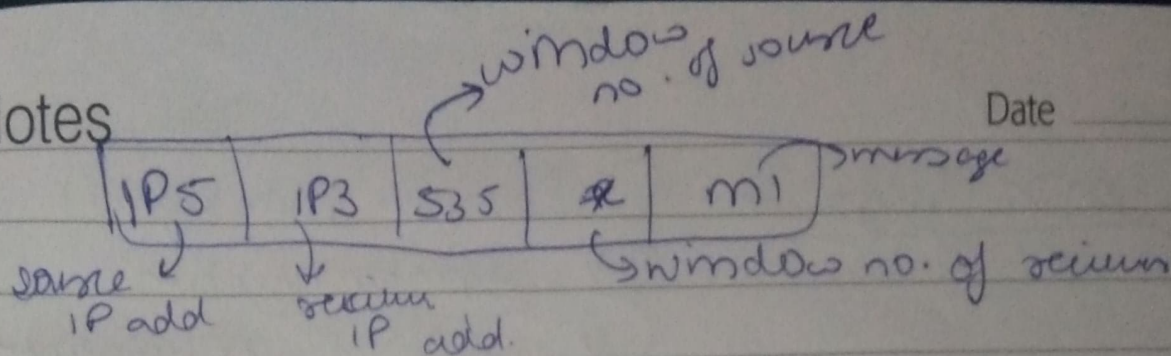 window
no. of source
otes Date
IP5 IP3 535 m1 message
source receiver window no. of reciever
IP add IP add.